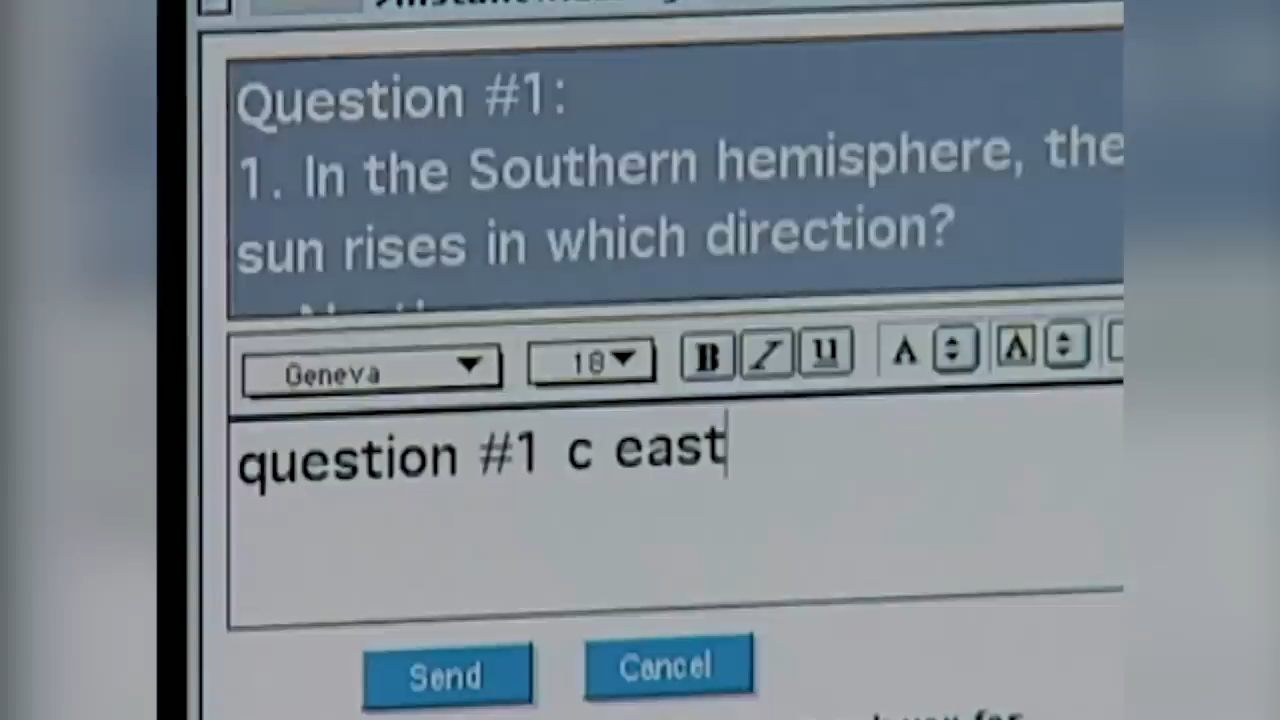 Question #1:
1. In the Southern hemisphere, the
sun rises in which direction?
Geneva 18 B I U A A
question #1 c east
Send Cancel